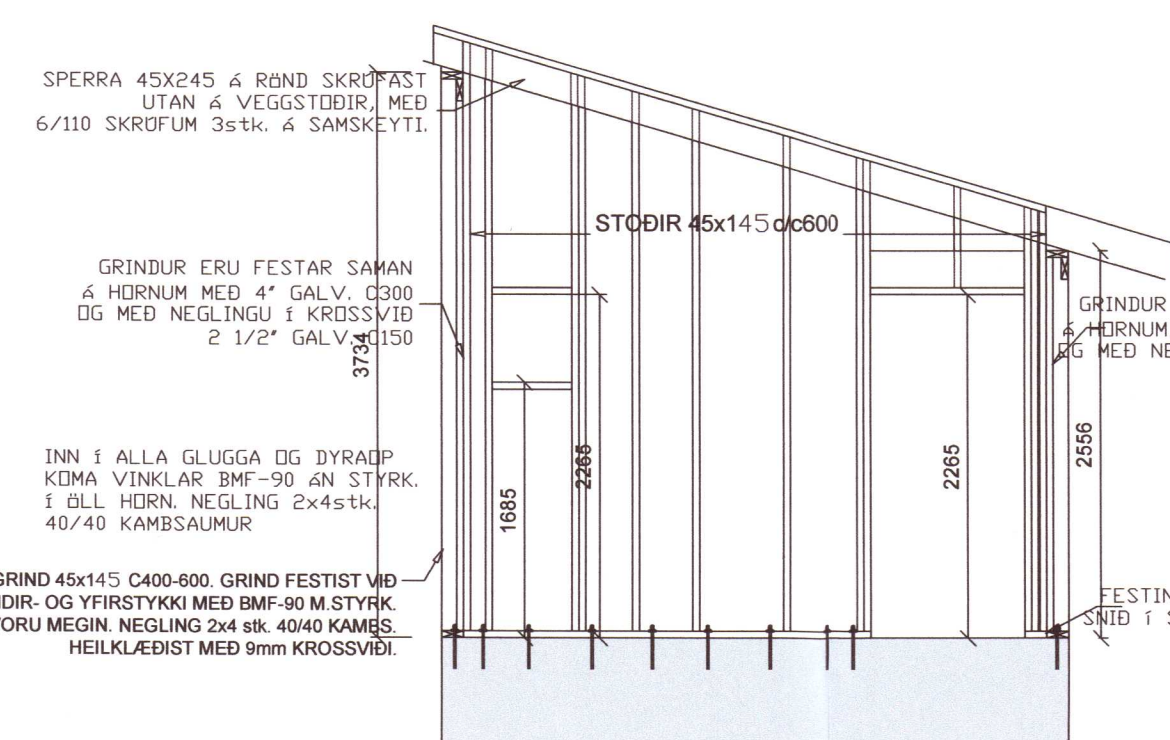 SPERRA 45X245 á RÖND SKRÚFAST
UTAN á VEGGSTOÐIR, MEÐ
6/110 SKRÚFUM 3stk. á SAMSKEYTI.
STOÐIR 45x145 c/c600
GRINDUR ERU FESTAR SAMAN
á HORNUM MEÐ 4" GALV. C300
OG MEÐ NEGLINGU í KROSSVIÐ
2 1/2" GALV. C150
3734
GRINDUR
á HORNUM
OG MEÐ NE
INN í ALLA GLUGGA OG DYRAOP
KOMA VINKLAR BMF-90 áN STYRK.
í ÖLL HORN. NEGLING 2x4stk.
40/40 KAMBSAUMUR
1685
2265
2265
2556
GRIND 45x145 C400-600. GRIND FESTIST VIÐ
DIR- OG YFIRSTYKKI MEÐ BMF-90 M.STYRK.
ORU MEGIN. NEGLING 2x4 stk. 40/40 KAMBS.
HEILKLÆÐIST MEÐ 9mm KROSSVIÐI.
FESTIN
SNIÐ í S